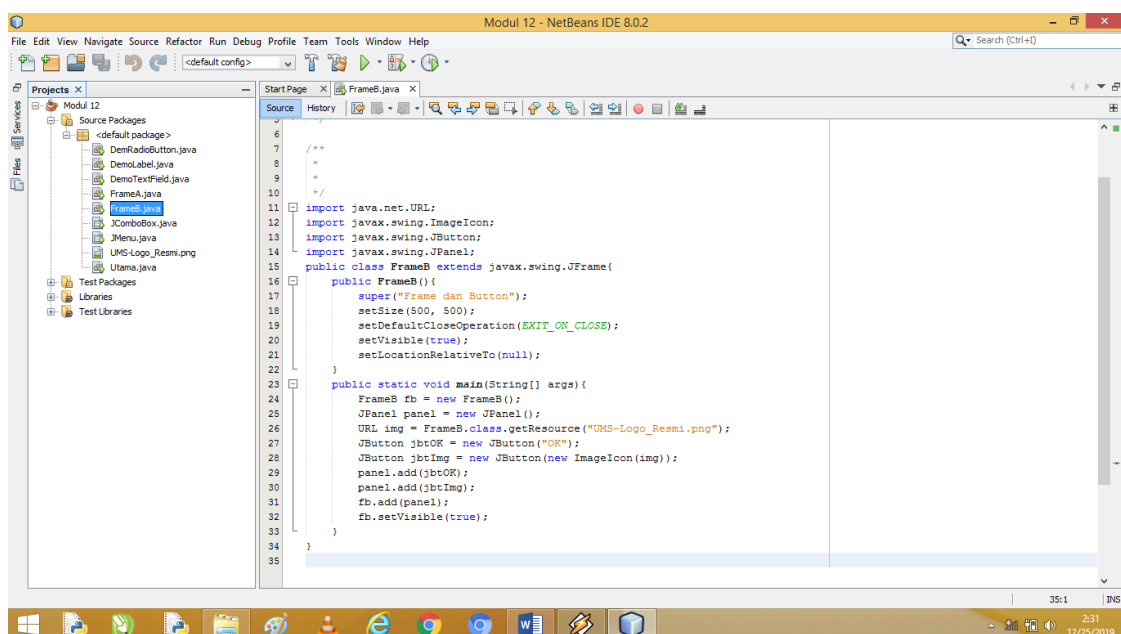 Modul 12 - NetBeans IDE 8.0.2
File Edit View Navigate Source Refactor Run Debug Profile Team Tools Window Help
Search (Ctrl+I)
<default config>
Projects
Start Page
FrameB.java
Services
Files
Source History
Modul 12
Source Packages
<default package>
DemRadioButton.java
DemoLabel.java
DemoTextField.java
FrameA.java
FrameB.java
JComboBox.java
JMenu.java
UMS-Logo_Resmi.png
Utama.java
Test Packages
Libraries
Test Libraries
6
7 /**
8 *
9 *
10 */
11 import java.net.URL;
12 import javax.swing.ImageIcon;
13 import javax.swing.JButton;
14 import javax.swing.JPanel;
15 public class FrameB extends javax.swing.JFrame{
16 public FrameB(){
17 super("Frame dan Button");
18 setSize(500, 500);
19 setDefaultCloseOperation(EXIT_ON_CLOSE);
20 setVisible(true);
21 setLocationRelativeTo(null);
22 }
23 public static void main(String[] args){
24 FrameB fb = new FrameB();
25 JPanel panel = new JPanel();
26 URL img = FrameB.class.getResource("UMS-Logo_Resmi.png");
27 JButton jbtOK = new JButton("OK");
28 JButton jbtImg = new JButton(new ImageIcon(img));
29 panel.add(jbtOK);
30 panel.add(jbtImg);
31 fb.add(panel);
32 fb.setVisible(true);
33 }
34 }
35
35:1 INS
2:31
12/25/2019